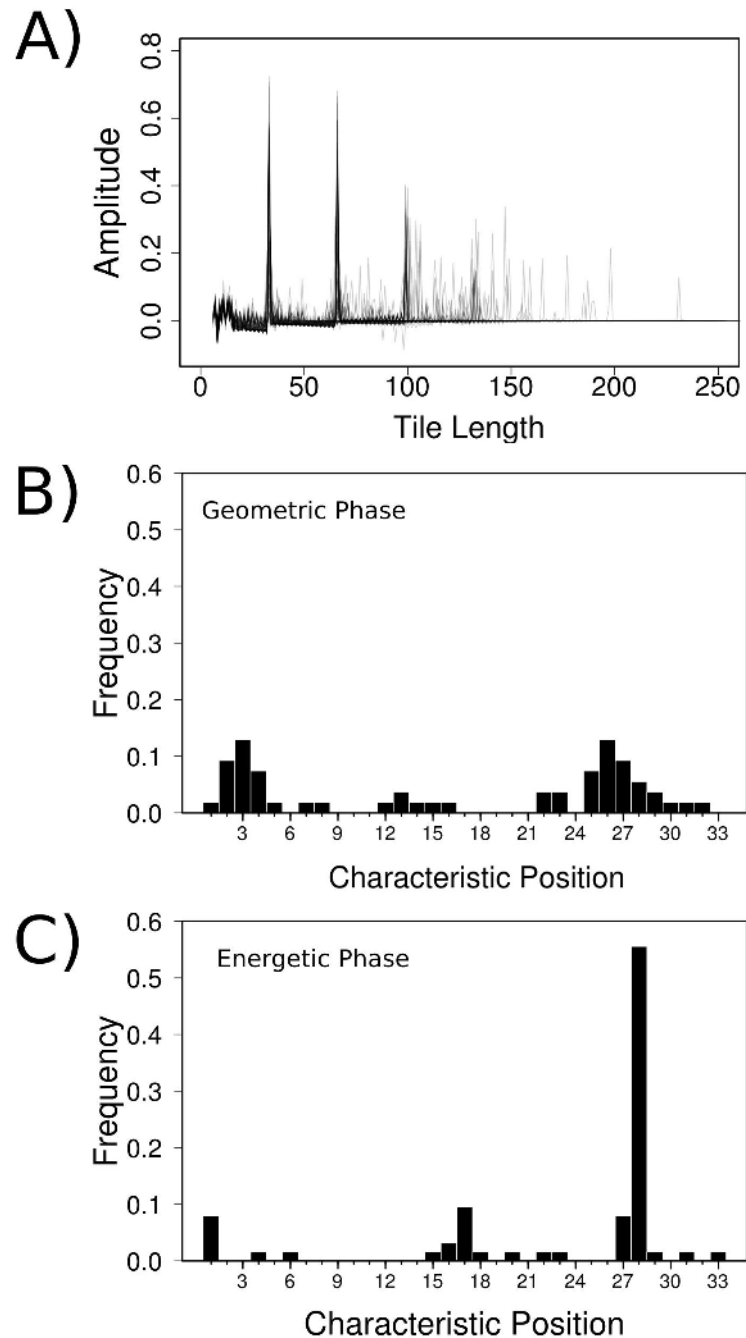 A)
0.8
0.6
0.4
0.2
0.0
Amplitude
0 50 100 150 200 250
Tile Length
B)
Geometric Phase
0.6
0.5
0.4
0.3
0.2
0.1
0.0
Frequency
3 6 9 12 15 18 21 24 27 30 33
Characteristic Position
C)
Energetic Phase
0.6
0.5
0.4
0.3
0.2
0.1
0.0
Frequency
3 6 9 12 15 18 21 24 27 30 33
Characteristic Position